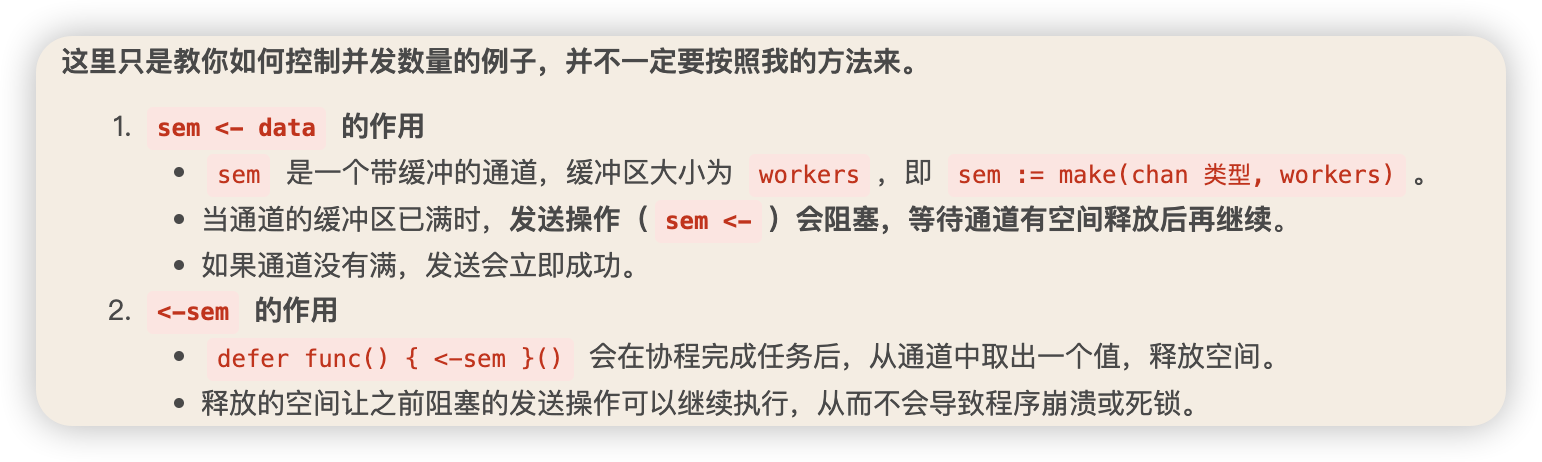 这里只是教你如何控制并发数量的例子，并不一定要按照我的方法来。
1. sem <- data 的作用
• sem 是一个带缓冲的通道，缓冲区大小为 workers ，即 sem := make(chan 类型, workers) 。
• 当通道的缓冲区已满时，发送操作（ sem <- ）会阻塞，等待通道有空间释放后再继续。
• 如果通道没有满，发送会立即成功。
2. <-sem 的作用
• defer func() { <-sem }() 会在协程完成任务后，从通道中取出一个值，释放空间。
• 释放的空间让之前阻塞的发送操作可以继续执行，从而不会导致程序崩溃或死锁。